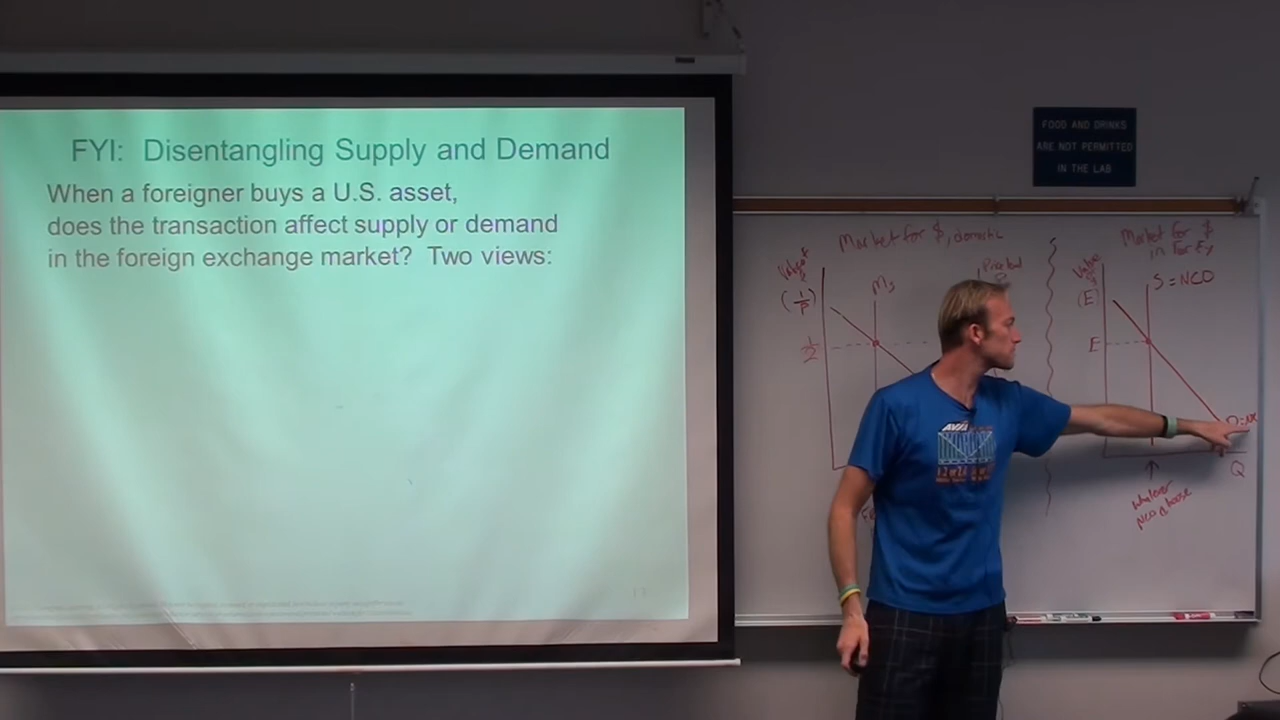 FYI: Disentangling Supply and Demand
When a foreigner buys a U.S. asset,
does the transaction affect supply or demand
in the foreign exchange market? Two views:
FOOD AND DRINKS
ARE NOT PERMITTED
IN THE LAB
Market for $, domestic
Value of
(1/P)
Ms
1/2
Market for $
in For Ex
Value
(E)
S = NCO
E
Q
whatever
NCO
AVIA